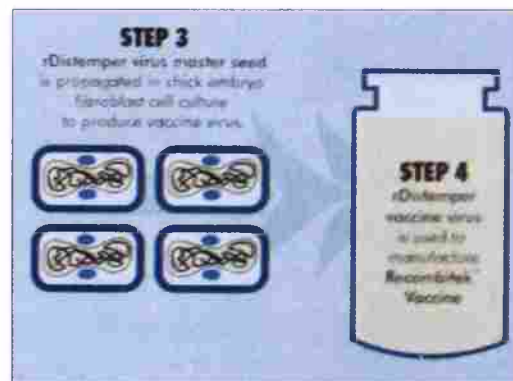 STEP 3
rDistemper virus master seed
is propagated in chick embryo
fibroblast cell culture
to produce vaccine virus.
STEP 4
rDistemper
vaccine virus
is used to
manufacture
Recombitek
Vaccine